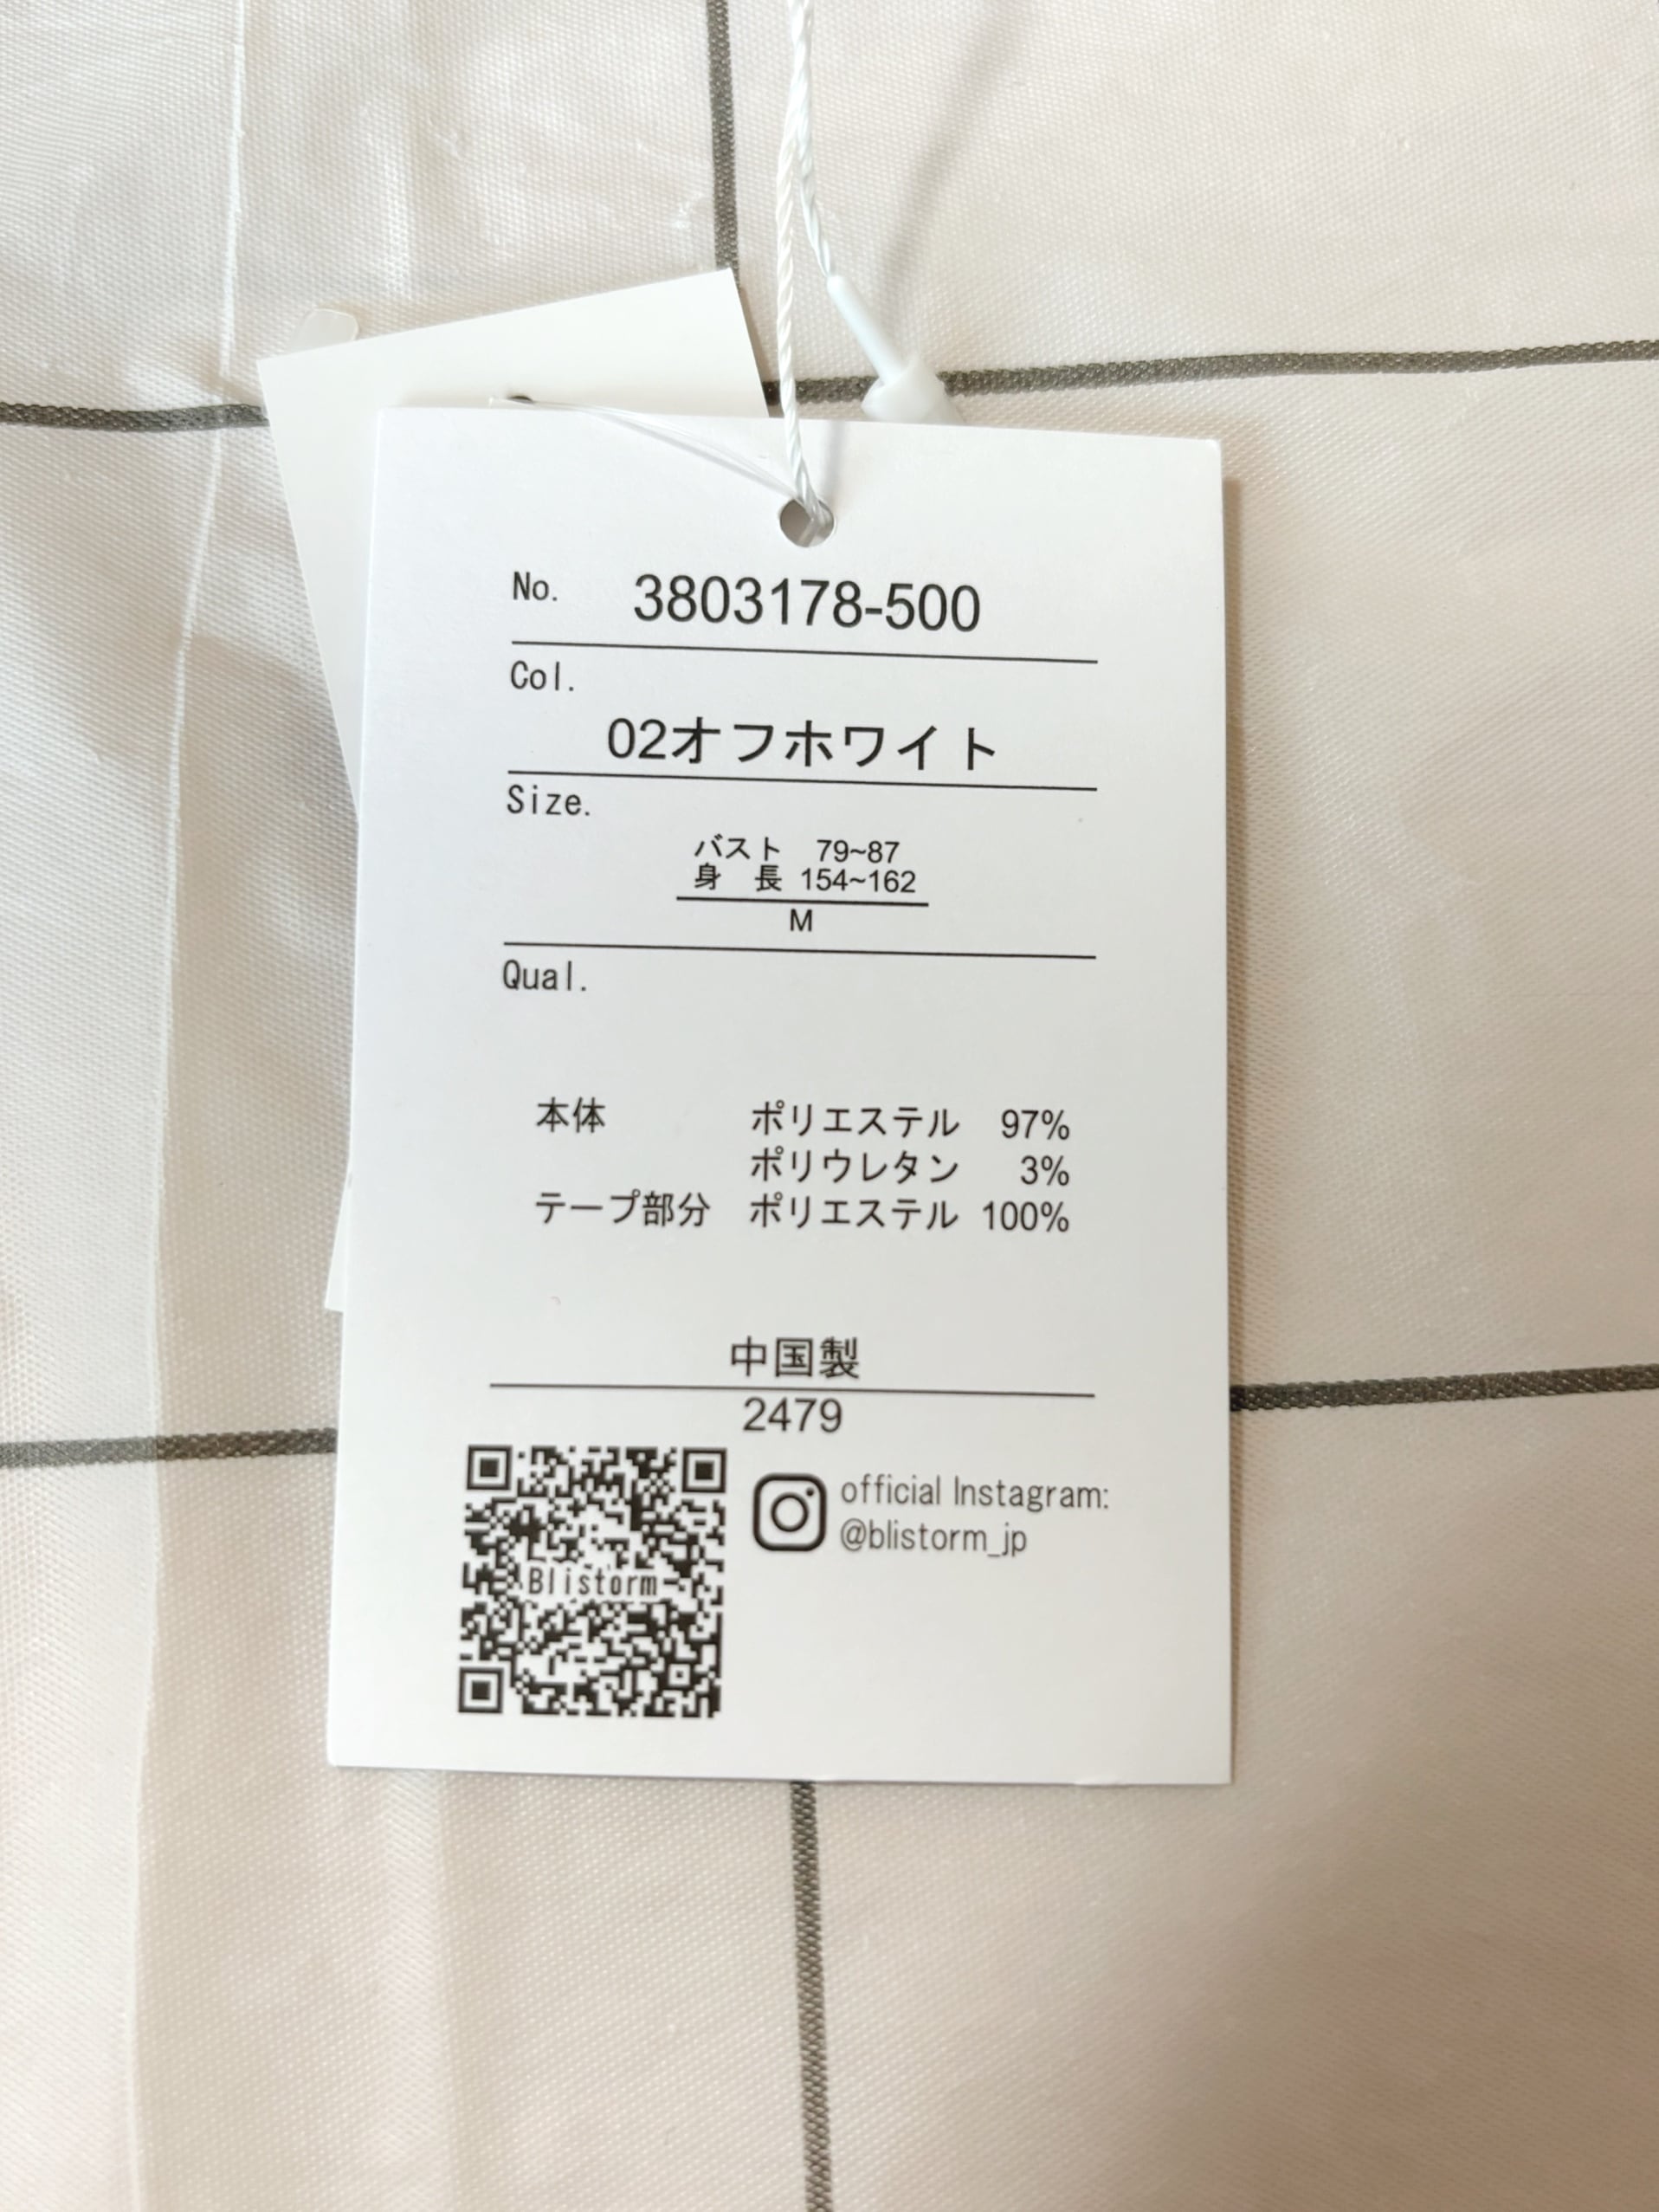 No. 3803178-500
Col.
02オフホワイト
Size.
バスト 79~87
身 長 154~162
M
Qual.
本体 ポリエステル 97%
ポリウレタン 3%
テープ部分 ポリエステル 100%
中国製
2479
official Instagram:
@blistorm_jp
Blistorm